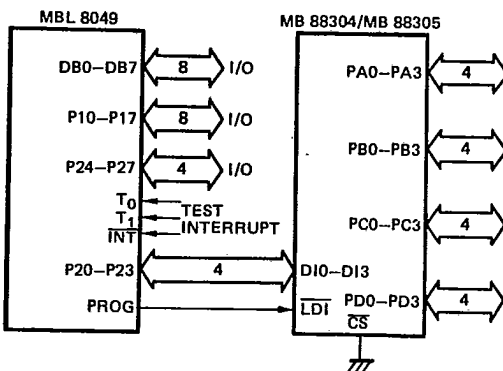 MBL 8049
MB 88304/MB 88305
DB0–DB7
8
I/O
P10–P17
8
I/O
P24–P27
4
I/O
T0
T1
INT
TEST
INTERRUPT
P20–P23
4
PROG
PA0–PA3
4
PB0–PB3
4
PC0–PC3
4
DI0–DI3
LDI
PD0–PD3
4
CS